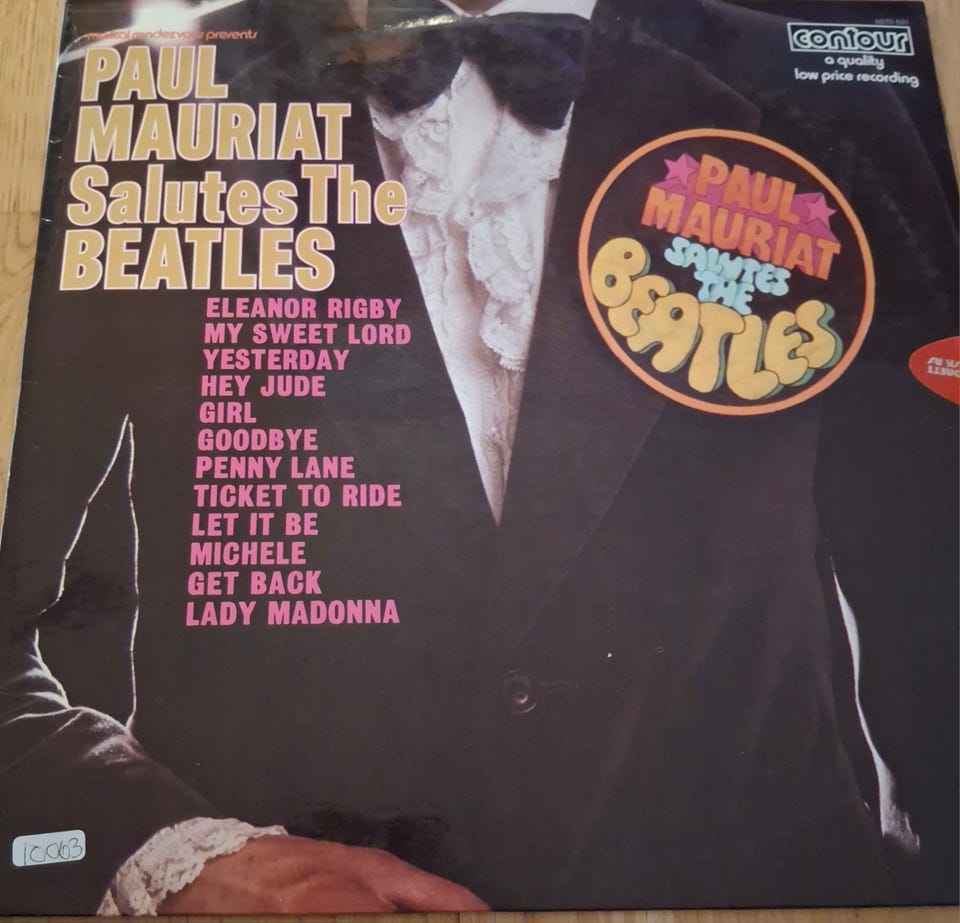 musical rendezvous presents
PAUL
MAURIAT
Salutes The
BEATLES
ELEANOR RIGBY
MY SWEET LORD
YESTERDAY
HEY JUDE
GIRL
GOODBYE
PENNY LANE
TICKET TO RIDE
LET IT BE
MICHELE
GET BACK
LADY MADONNA
6870 591
contour
a quality
low price recording
PAUL
MAURIAT
SALUTES
THE
BEATLES
10063